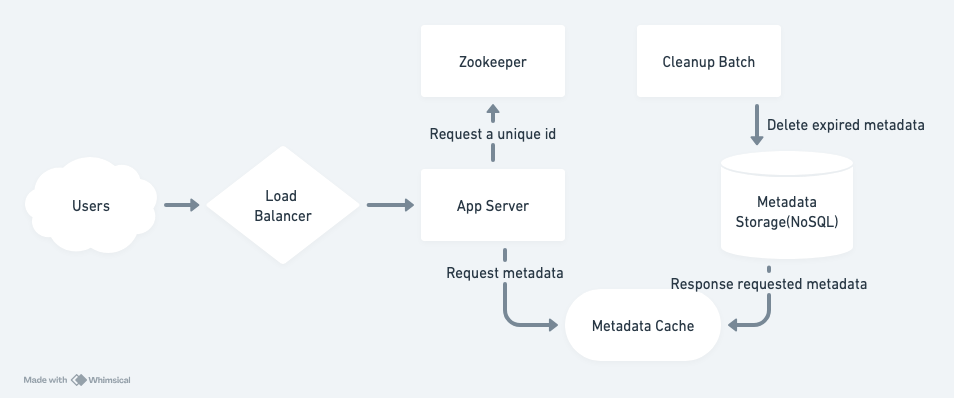 Zookeeper
Cleanup Batch
Request a unique id
Delete expired metadata
Users
Load
Balancer
App Server
Metadata
Storage(NoSQL)
Request metadata
Response requested metadata
Metadata Cache
Made with Whimsical